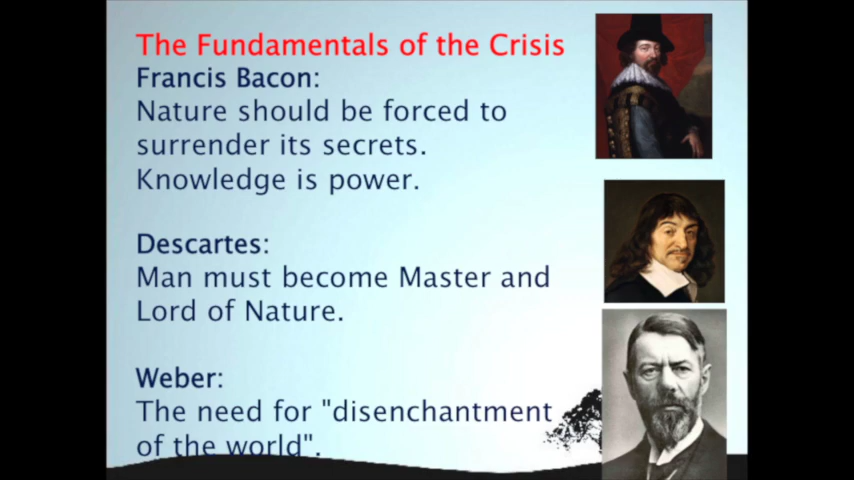 The Fundamentals of the Crisis
Francis Bacon:
Nature should be forced to
surrender its secrets.
Knowledge is power.
Descartes:
Man must become Master and
Lord of Nature.
Weber:
The need for "disenchantment
of the world".